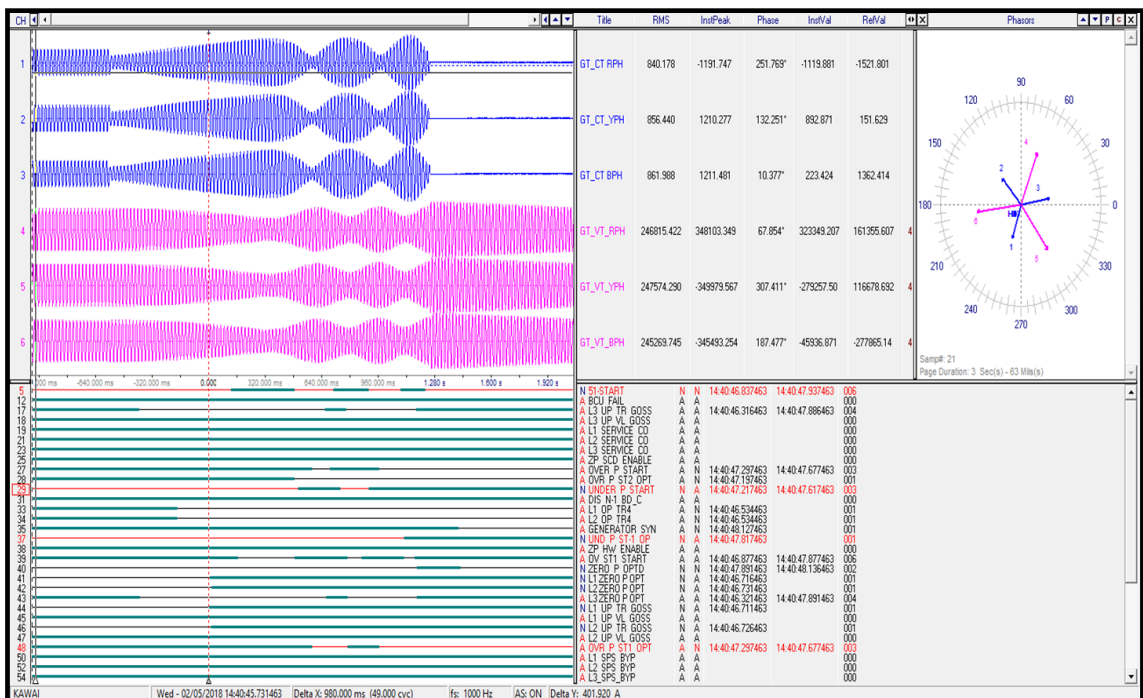 CH Title RMS InstPeak Phase InstVal RefVal Phasors P C X
1 GT_CT RPH 840.178 -1191.747 251.769° -1119.881 -1521.801
2 GT_CT_YPH 856.440 1210.277 132.251° 892.871 151.629
3 GT_CT BPH 861.988 1211.481 10.377° 223.424 1362.414
4 GT_VT_RPH 246815.422 348103.349 67.854° 323349.207 161355.607 4
5 GT_VT_YPH 247574.290 -349979.567 307.411° -279257.50 116678.692 4
6 GT_VT_BPH 245269.745 -345493.254 187.477° -45936.871 -277865.14 4
90
120 60
150 30
180 0
210 330
240 300
270
1 2 3 4 5 6
Samp#: 21
Page Duration: 3 Sec(s) - 63 Mils(s)
.000 ms -640.000 ms -320.000 ms 0.000 320.000 ms 640.000 ms 960.000 ms 1.280 s 1.600 s 1.920 s
5 N 51-START N N 14:40:46.837463 14:40:47.937463 006
12 A BCU FAIL A A 000
17 A L3 UP TR GOSS A A 14:40:46.316463 14:40:47.886463 004
18 A L3 UP VL GOSS A A 000
19 A L1 SERVICE CO A A 000
21 A L2 SERVICE CO A A 000
23 A L3 SERVICE CO A A 000
25 A ZP SCD ENABLE A A 000
27 A OVER P START A N 14:40:47.297463 14:40:47.677463 003
28 A OVR P ST2 OPT A N 14:40:47.197463 001
29 N UNDER P START N A 14:40:47.217463 14:40:47.617463 003
31 A DIS N-1 BD_C A A 000
33 A L1 OP TR4 A N 14:40:46.534463 001
34 A L2 OP TR4 A N 14:40:46.534463 001
35 A GENERATOR SYN A N 14:40:48.127463 001
37 N UND P ST-1 OP N A 14:40:47.817463 001
38 A ZP HW ENABLE A A 000
39 A OV ST1 START A A 14:40:46.877463 14:40:47.877463 006
40 N ZERO P OPTD N N 14:40:47.891463 14:40:48.136463 002
41 N L1 ZERO P OPT N A 14:40:46.716463 001
42 N L2 ZERO P OPT N A 14:40:46.731463 001
43 A L3 ZERO P OPT A A 14:40:46.321463 14:40:47.891463 004
44 N L1 UP TR GOSS N A 14:40:46.711463 001
45 A L1 UP VL GOSS A A 000
46 N L2 UP TR GOSS N A 14:40:46.726463 001
47 A L2 UP VL GOSS A A 000
48 A OVR P ST1 OPT A N 14:40:47.297463 14:40:47.677463 003
50 A L1 SPS BYP A A 000
52 A L2 SPS BYP A A 000
54 A L3_SPS_BYP A A 000
KAWAI Wed - 02/05/2018 14:40:45.731463 Delta X: 980.000 ms (49.000 cyc) fs: 1000 Hz AS: ON Delta Y: 401.920 A